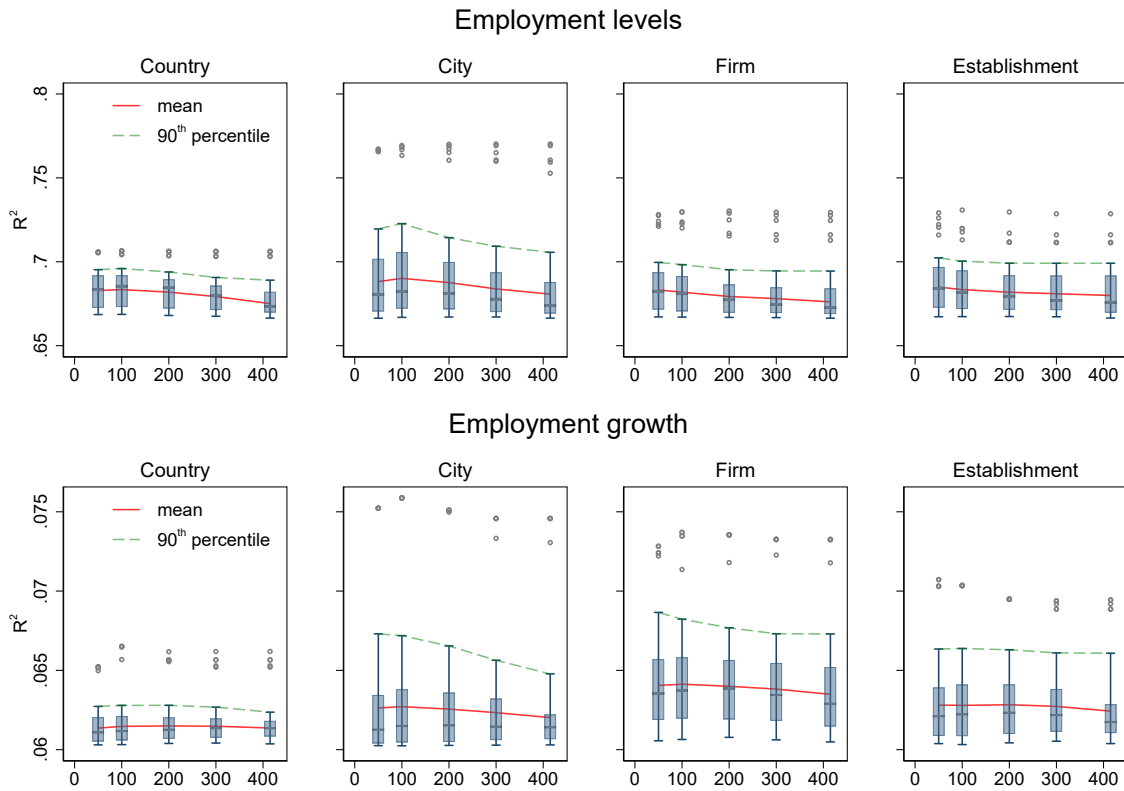 Employment levels
Country City Firm Establishment
mean
90th percentile
R2
.8
.75
.7
.65
0 100 200 300 400 0 100 200 300 400 0 100 200 300 400 0 100 200 300 400
Employment growth
Country City Firm Establishment
mean
90th percentile
R2
.075
.07
.065
.06
0 100 200 300 400 0 100 200 300 400 0 100 200 300 400 0 100 200 300 400